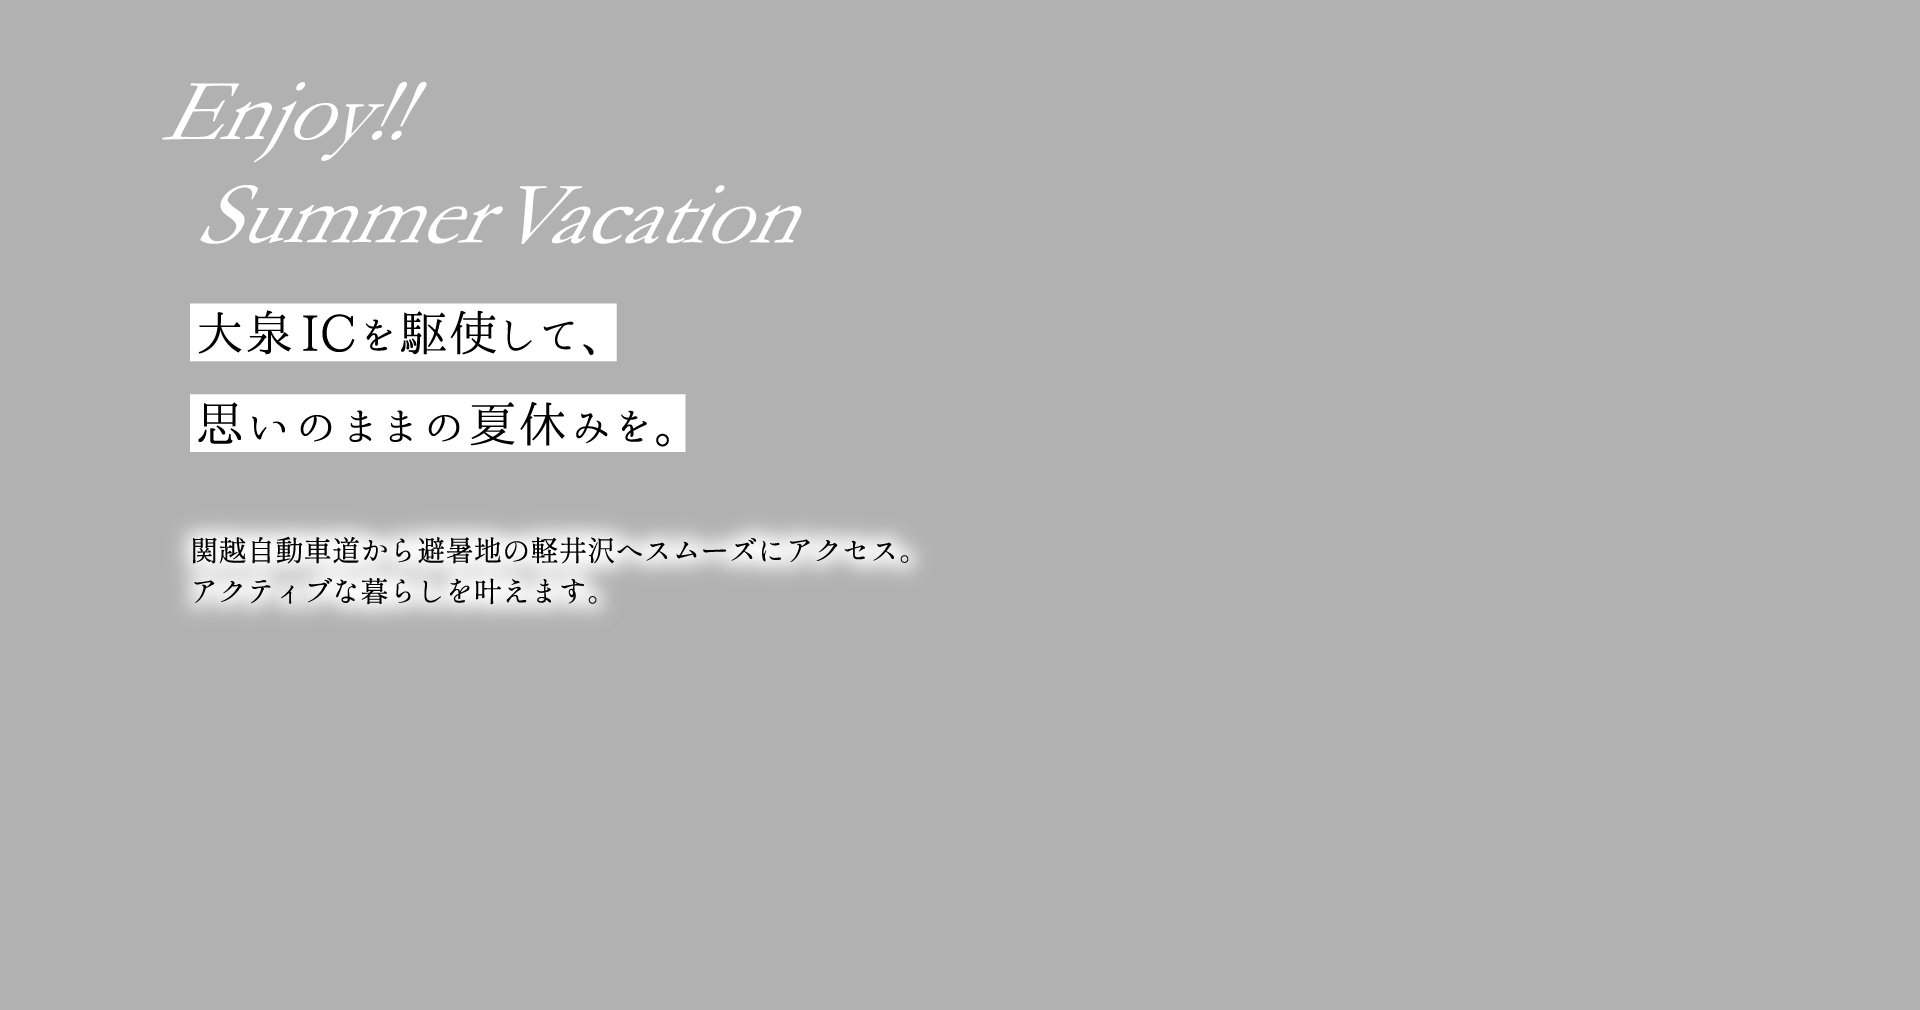 Enjoy!!
Summer Vacation
大泉ICを駆使して、
思いのままの夏休みを。
関越自動車道から避暑地の軽井沢へスムーズにアクセス。
アクティブな暮らしを叶えます。